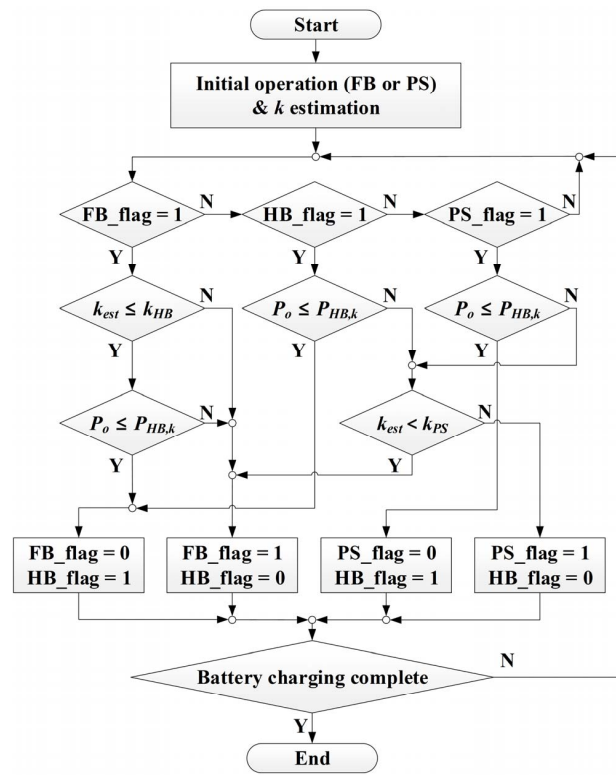 Start
Initial operation (FB or PS)
& k estimation
FB_flag = 1
N
HB_flag = 1
N
PS_flag = 1
N
Y
Y
Y
k_est ≤ k_HB
N
P_o ≤ P_HB,k
N
P_o ≤ P_HB,k
N
Y
Y
Y
P_o ≤ P_HB,k
N
k_est < k_PS
N
Y
Y
FB_flag = 0
HB_flag = 1
FB_flag = 1
HB_flag = 0
PS_flag = 0
HB_flag = 1
PS_flag = 1
HB_flag = 0
Battery charging complete
N
Y
End